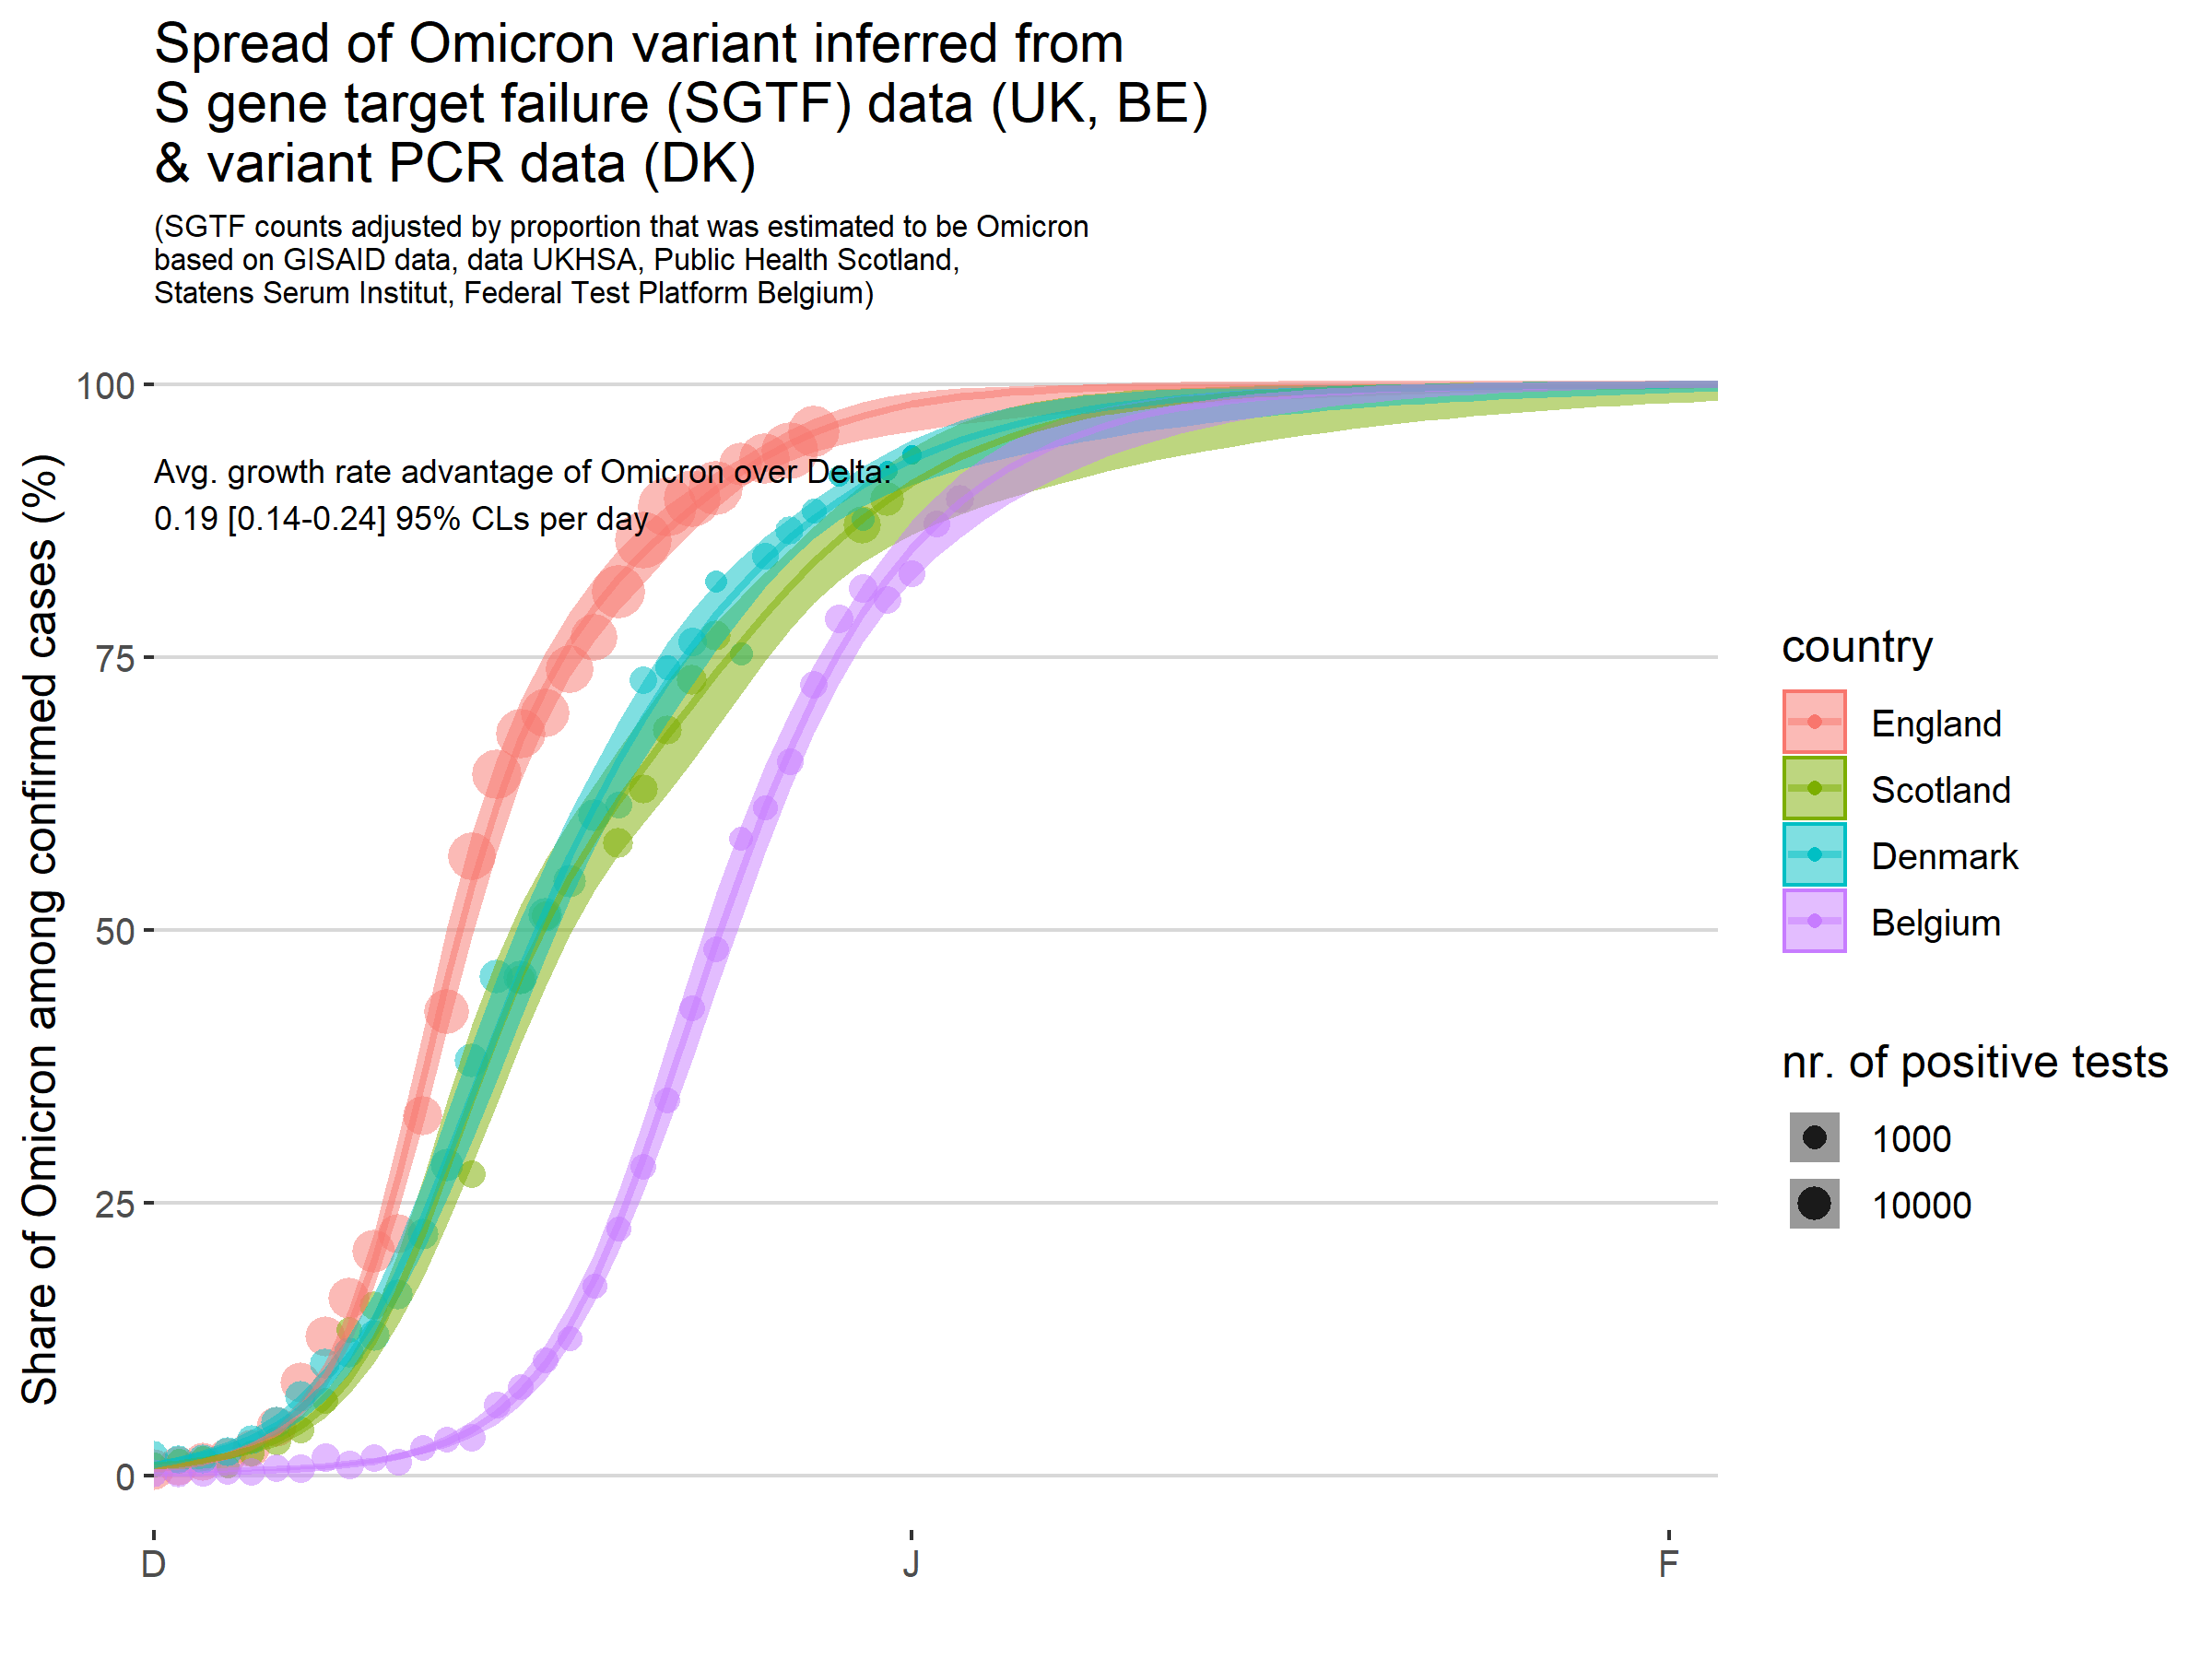 Spread of Omicron variant inferred from
S gene target failure (SGTF) data (UK, BE)
& variant PCR data (DK)
(SGTF counts adjusted by proportion that was estimated to be Omicron
based on GISAID data, data UKHSA, Public Health Scotland,
Statens Serum Institut, Federal Test Platform Belgium)
Share of Omicron among confirmed cases (%)
100
75
50
25
0
Avg. growth rate advantage of Omicron over Delta:
0.19 [0.14-0.24] 95% CLs per day
D
J
F
country
England
Scotland
Denmark
Belgium
nr. of positive tests
1000
10000